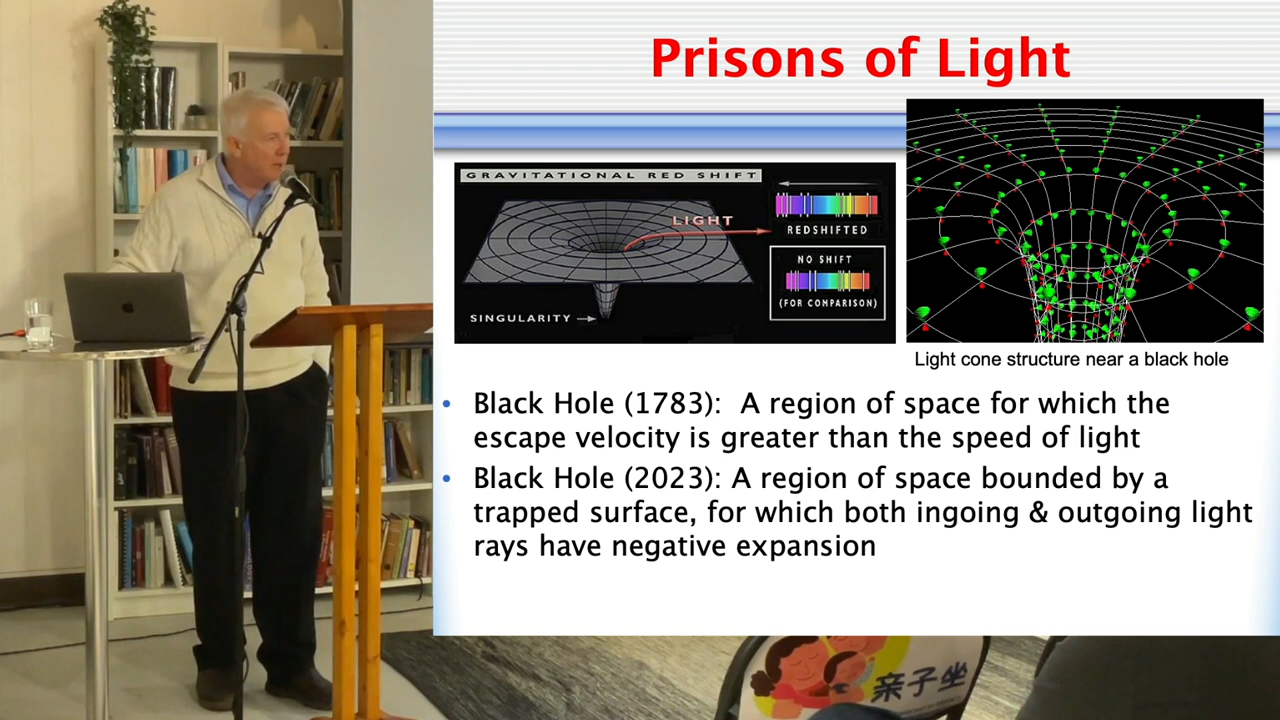 Prisons of Light
GRAVITATIONAL RED SHIFT
LIGHT
REDSHIFTED
NO SHIFT
(FOR COMPARISON)
SINGULARITY
Light cone structure near a black hole
• Black Hole (1783):  A region of space for which the
escape velocity is greater than the speed of light
• Black Hole (2023): A region of space bounded by a
trapped surface, for which both ingoing & outgoing light
rays have negative expansion
亲子坐